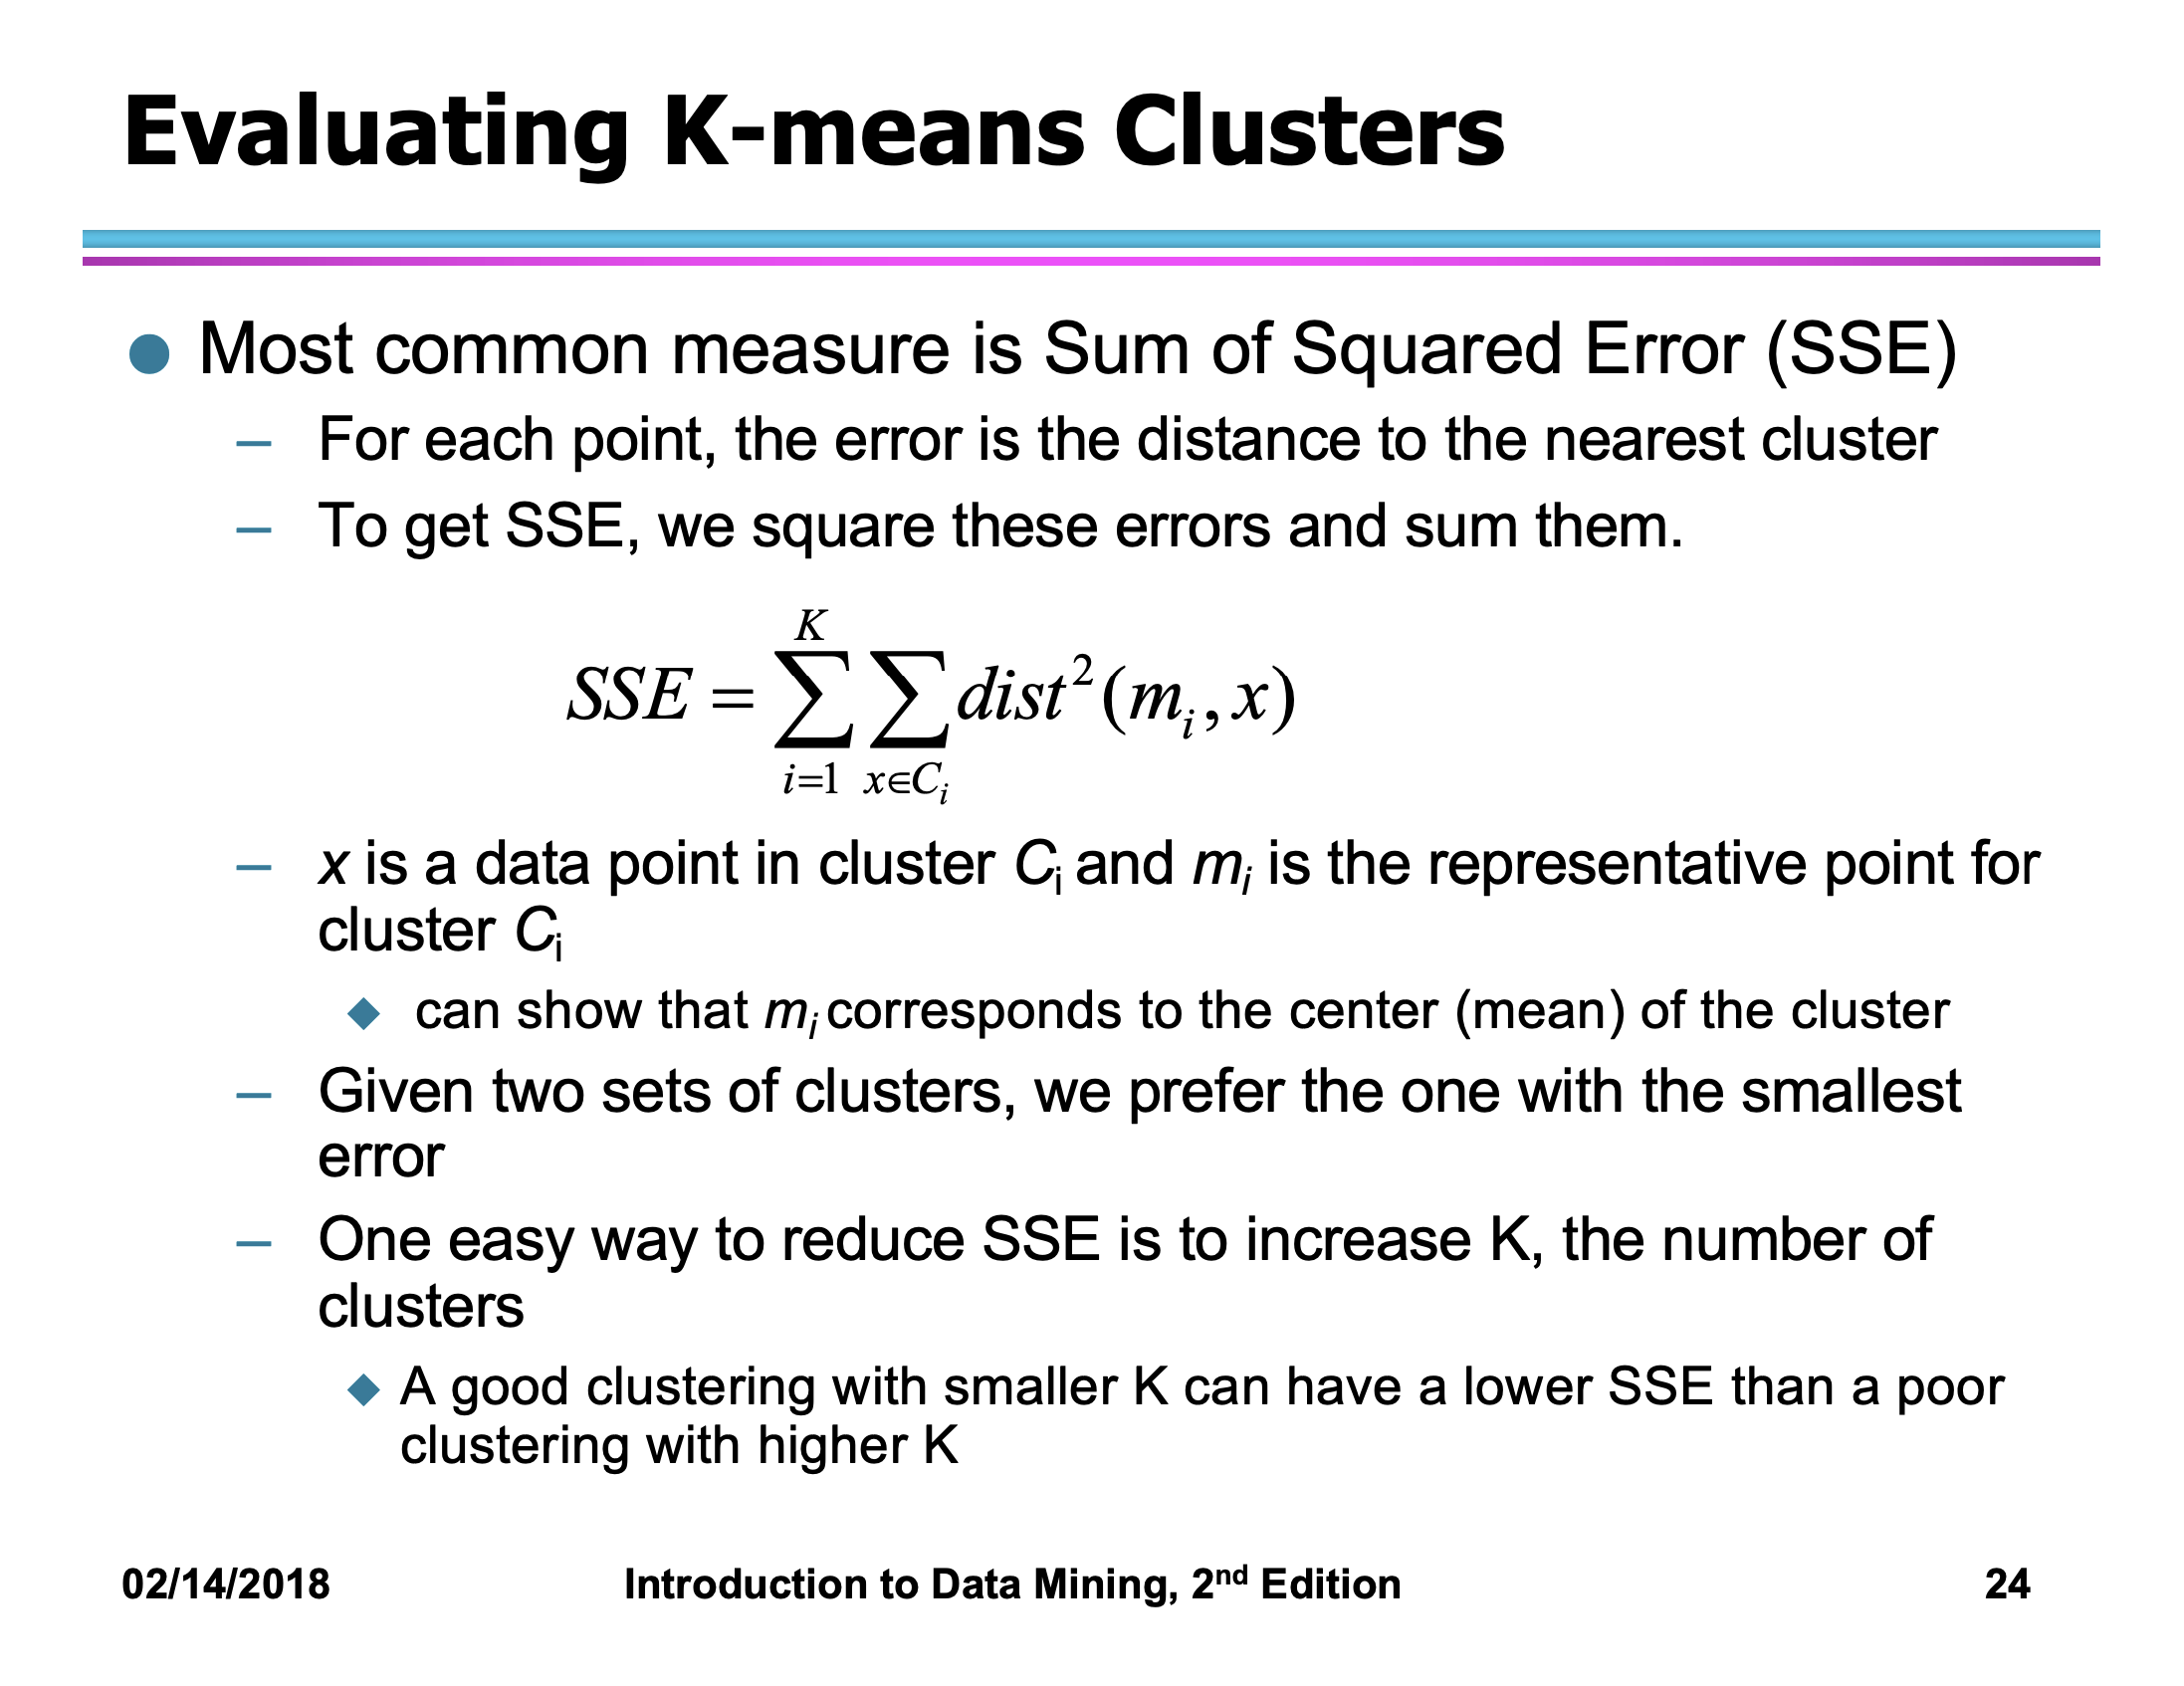 Evaluating K-means Clusters
● Most common measure is Sum of Squared Error (SSE)
– For each point, the error is the distance to the nearest cluster
– To get SSE, we square these errors and sum them.
$SSE = \sum_{i=1}^{K} \sum_{x \in C_i} dist^2(m_i, x)$
– x is a data point in cluster C_i and m_i is the representative point for
cluster C_i
◆ can show that m_i corresponds to the center (mean) of the cluster
– Given two sets of clusters, we prefer the one with the smallest
error
– One easy way to reduce SSE is to increase K, the number of
clusters
◆ A good clustering with smaller K can have a lower SSE than a poor
clustering with higher K
02/14/2018 Introduction to Data Mining, 2nd Edition 24